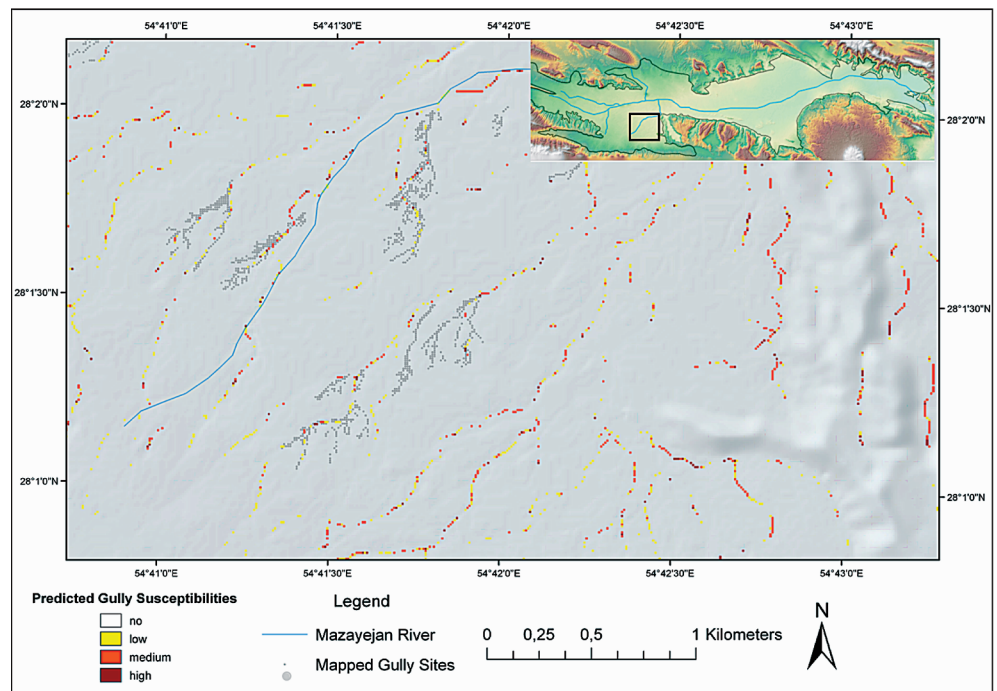 54°41'0"E 54°41'30"E 54°42'0"E 54°42'30"E 54°43'0"E
28°2'0"N 28°2'0"N
28°1'30"N 28°1'30"N
28°1'0"N 28°1'0"N
54°41'0"E 54°41'30"E 54°42'0"E 54°42'30"E 54°43'0"E
Predicted Gully Susceptibilities
no
low
medium
high
Legend
Mazayejan River
Mapped Gully Sites
0 0,25 0,5 1 Kilometers
N